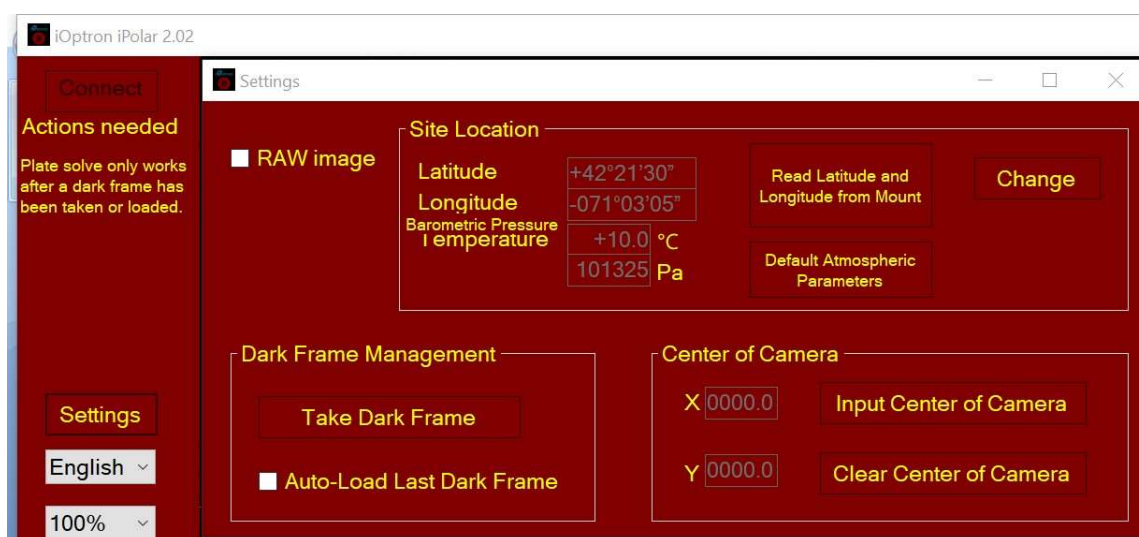 iOptron iPolar 2.02
Connect
Actions needed
Plate solve only works
after a dark frame has
been taken or loaded.
Settings
English
100%
Settings
RAW image
Site Location
Latitude
+42°21'30"
Longitude
-071°03'05"
Barometric Pressure
Temperature
+10.0 °C
101325 Pa
Read Latitude and
Longitude from Mount
Default Atmospheric
Parameters
Change
Dark Frame Management
Take Dark Frame
Auto-Load Last Dark Frame
Center of Camera
X 0000.0
Input Center of Camera
Y 0000.0
Clear Center of Camera